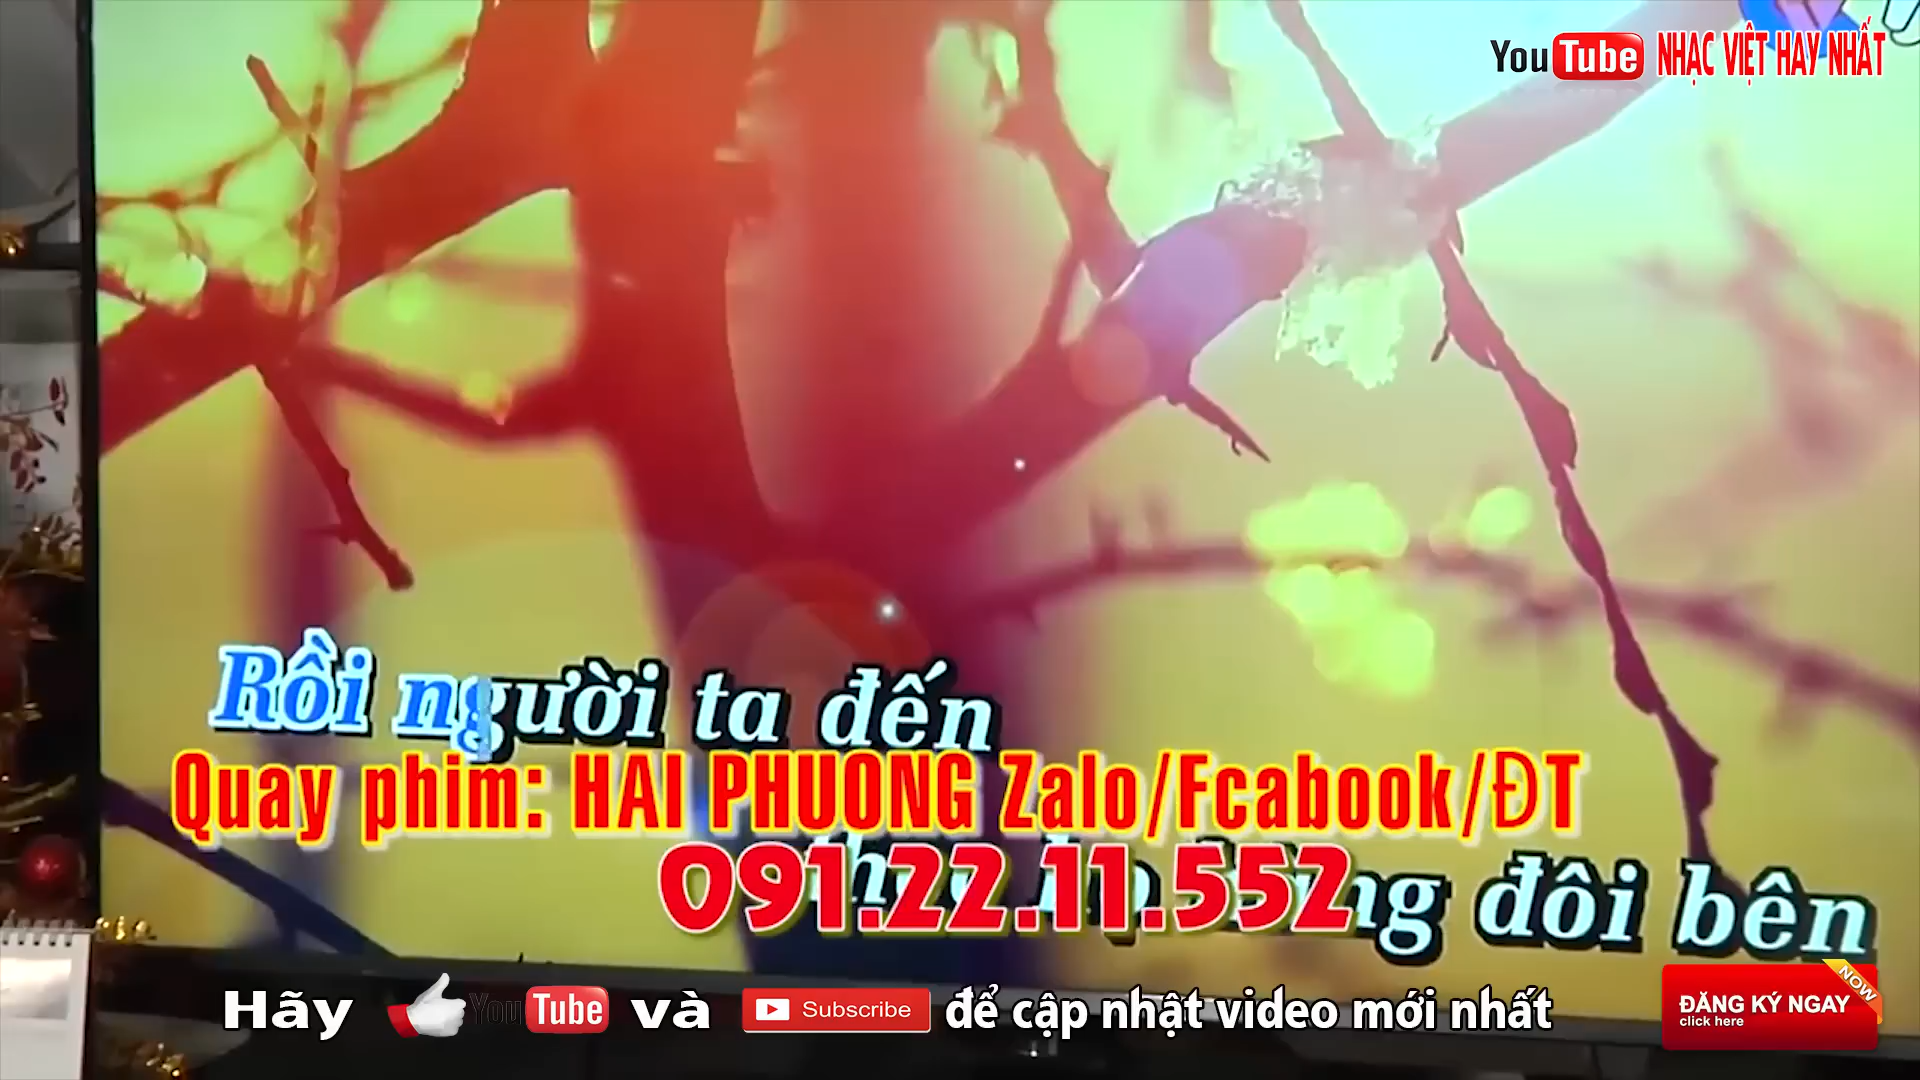 YouTube NHẠC VIỆT HAY NHẤT
Rồi người ta đến
Quay phim: HAI PHUONG Zalo/Fcabook/ĐT
091.22.11.552
đôi bên
Hãy YouTube và Subscribe để cập nhật video mới nhất
ĐĂNG KÝ NGAY NOW
click here